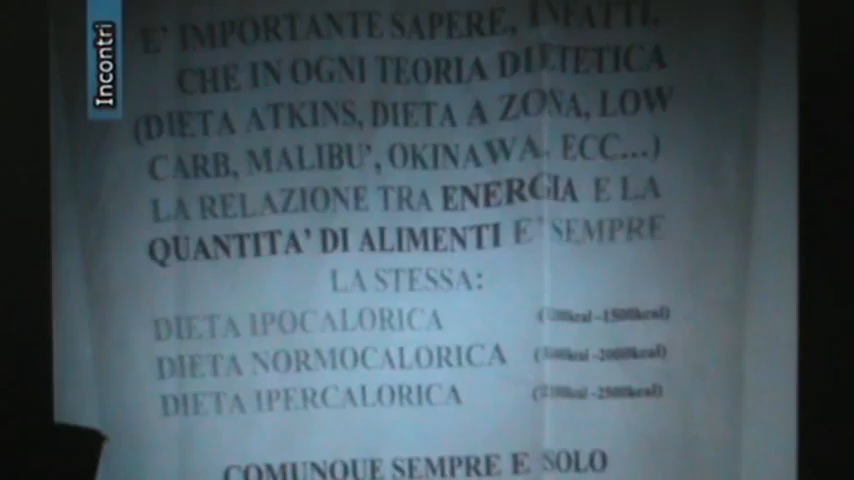 Incontri
E' IMPORTANTE SAPERE, INFATTI,
CHE IN OGNI TEORIA DIETETICA
(DIETA ATKINS, DIETA A ZONA, LOW
CARB, MALIBU', OKINAWA, ECC...)
LA RELAZIONE TRA ENERGIA E LA
QUANTITA' DI ALIMENTI E' SEMPRE
LA STESSA:
DIETA IPOCALORICA
DIETA NORMOCALORICA
DIETA IPERCALORICA
COMUNQUE SEMPRE E SOLO